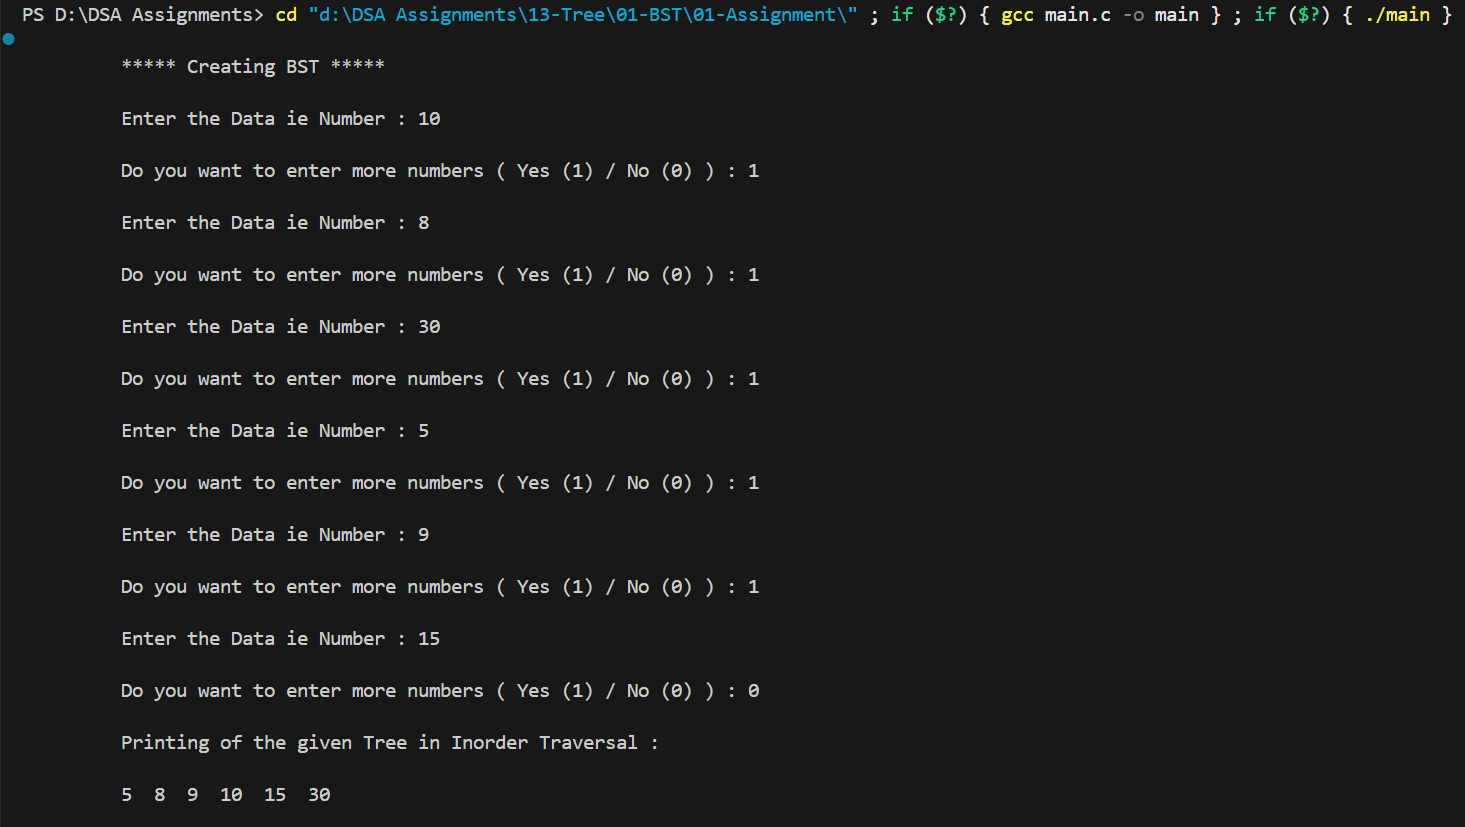 PS D:\DSA Assignments> cd "d:\DSA Assignments\13-Tree\01-BST\01-Assignment\" ; if ($?) { gcc main.c -o main } ; if ($?) { ./main }
***** Creating BST *****
Enter the Data ie Number : 10
Do you want to enter more numbers ( Yes (1) / No (0) ) : 1
Enter the Data ie Number : 8
Do you want to enter more numbers ( Yes (1) / No (0) ) : 1
Enter the Data ie Number : 30
Do you want to enter more numbers ( Yes (1) / No (0) ) : 1
Enter the Data ie Number : 5
Do you want to enter more numbers ( Yes (1) / No (0) ) : 1
Enter the Data ie Number : 9
Do you want to enter more numbers ( Yes (1) / No (0) ) : 1
Enter the Data ie Number : 15
Do you want to enter more numbers ( Yes (1) / No (0) ) : 0
Printing of the given Tree in Inorder Traversal :
5  8  9  10  15  30